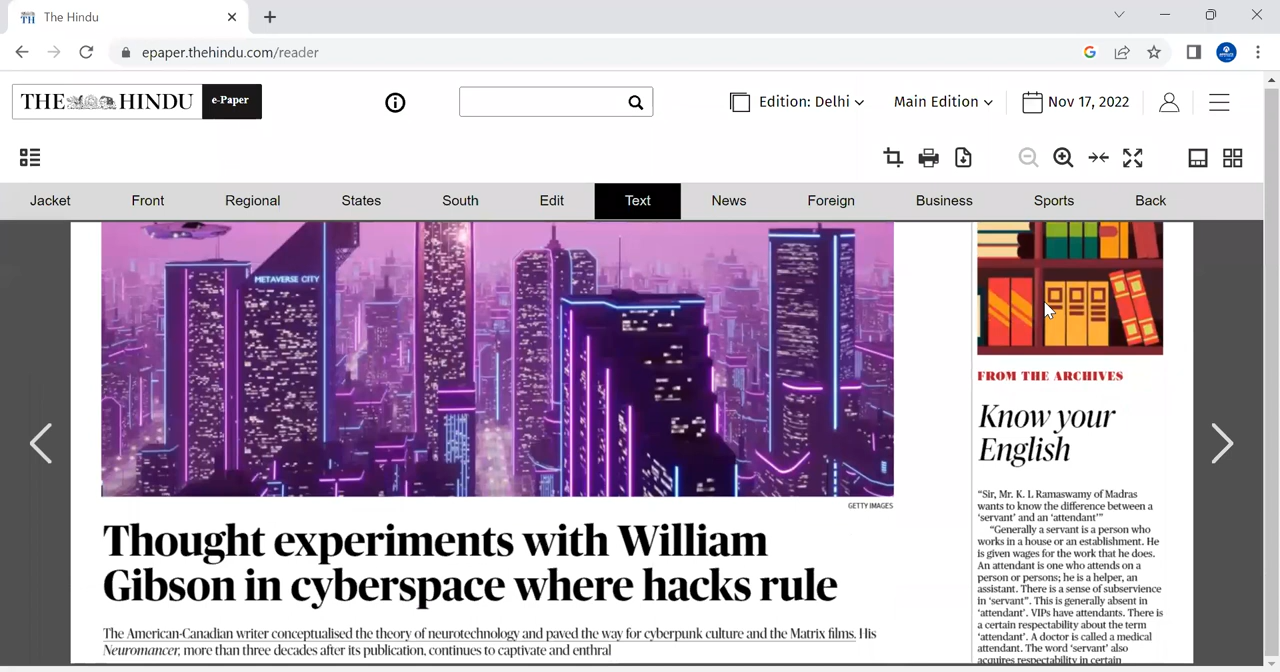 The Hindu
epaper.thehindu.com/reader
THE HINDU e-Paper
Edition: Delhi
Main Edition
Nov 17, 2022
Jacket Front Regional States South Edit Text News Foreign Business Sports Back
METAVERSE CITY
GETTY IMAGES
Thought experiments with William
Gibson in cyberspace where hacks rule
The American-Canadian writer conceptualised the theory of neurotechnology and paved the way for cyberpunk culture and the Matrix films. His
Neuromancer, more than three decades after its publication, continues to captivate and enthral
FROM THE ARCHIVES
Know your
English
“Sir, Mr. K. L Ramaswamy of Madras
wants to know the difference between a
‘servant’ and an ‘attendant’”
“Generally a servant is a person who
works in a house or an establishment. He
is given wages for the work that he does.
An attendant is one who attends on a
person or persons; he is a helper, an
assistant. There is a sense of subservience
in ‘servant”. This is generally absent in
‘attendant’. VIPs have attendants. There is
a certain respectability about the term
‘attendant’. A doctor is called a medical
attendant. The word ‘servant’ also
acquires respectability in certain